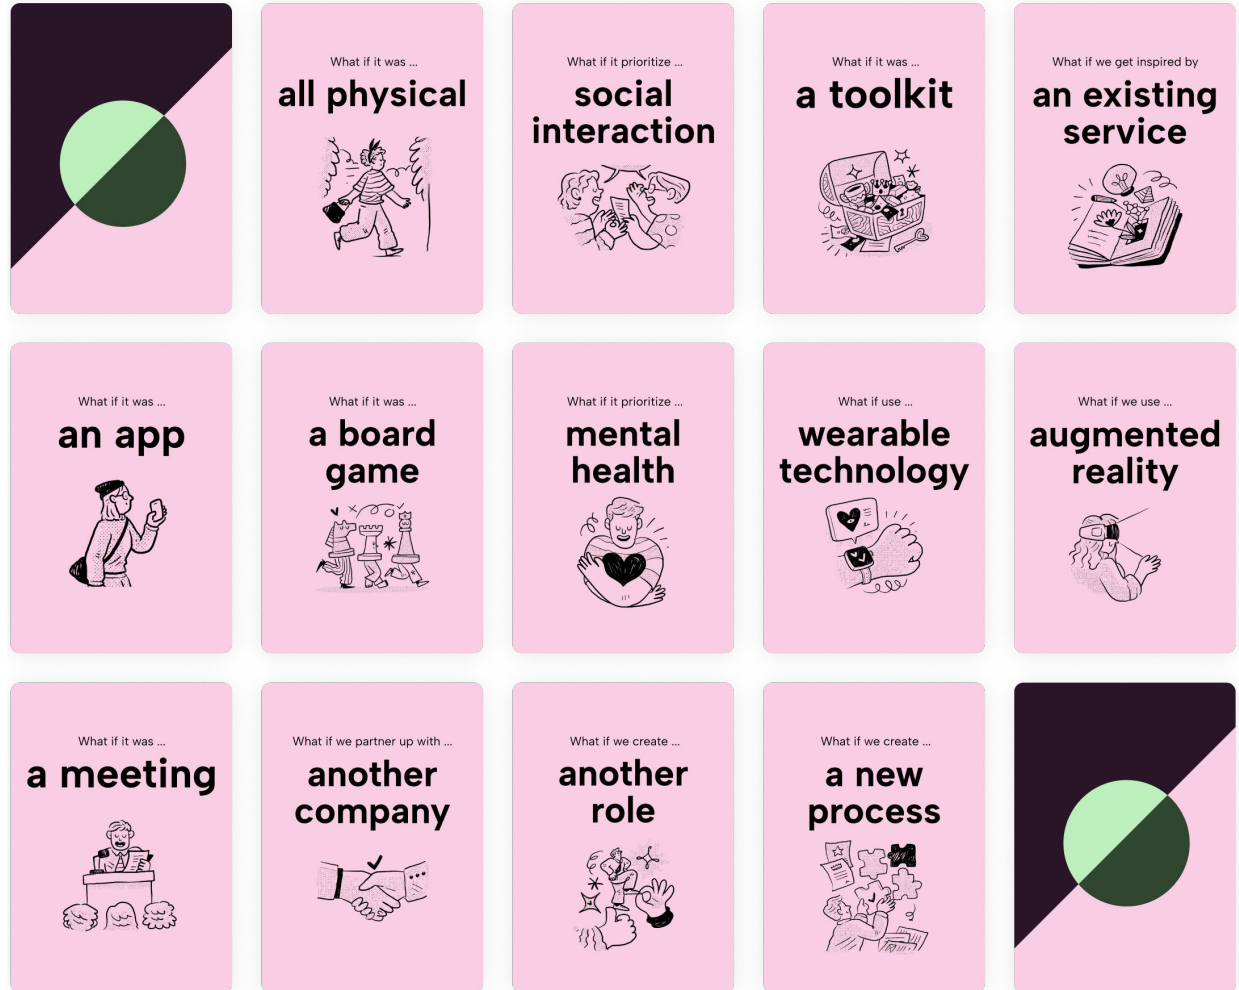 What if it was ...
all physical
What if it prioritize ...
social
interaction
What if it was ...
a toolkit
What if we get inspired by
an existing
service
What if it was ...
an app
What if it was ...
a board
game
What if it prioritize ...
mental
health
What if use ...
wearable
technology
What if we use ...
augmented
reality
What if it was ...
a meeting
What if we partner up with ...
another
company
What if we create ...
another
role
What if we create ...
a new
process